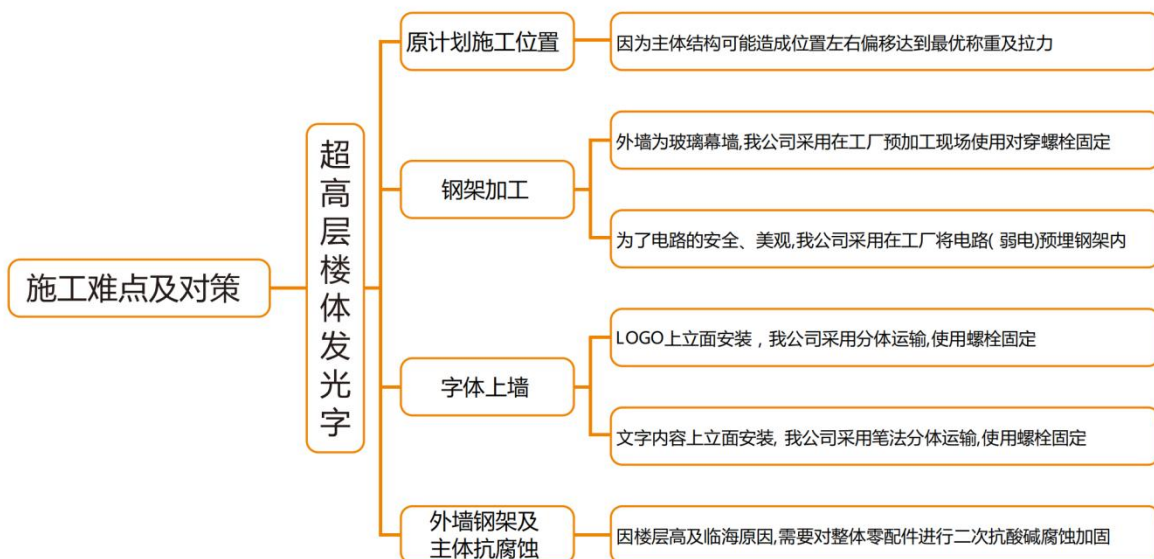 施工难点及对策
超高层楼体发光字
原计划施工位置
因为主体结构可能造成位置左右偏移达到最优称重及拉力
钢架加工
外墙为玻璃幕墙,我公司采用在工厂预加工现场使用对穿螺栓固定
为了电路的安全、美观,我公司采用在工厂将电路( 弱电)预埋钢架内
字体上墙
LOGO上立面安装 , 我公司采用分体运输,使用螺栓固定
文字内容上立面安装, 我公司采用笔法分体运输,使用螺栓固定
外墙钢架及
主体抗腐蚀
因楼层高及临海原因,需要对整体零配件进行二次抗酸碱腐蚀加固